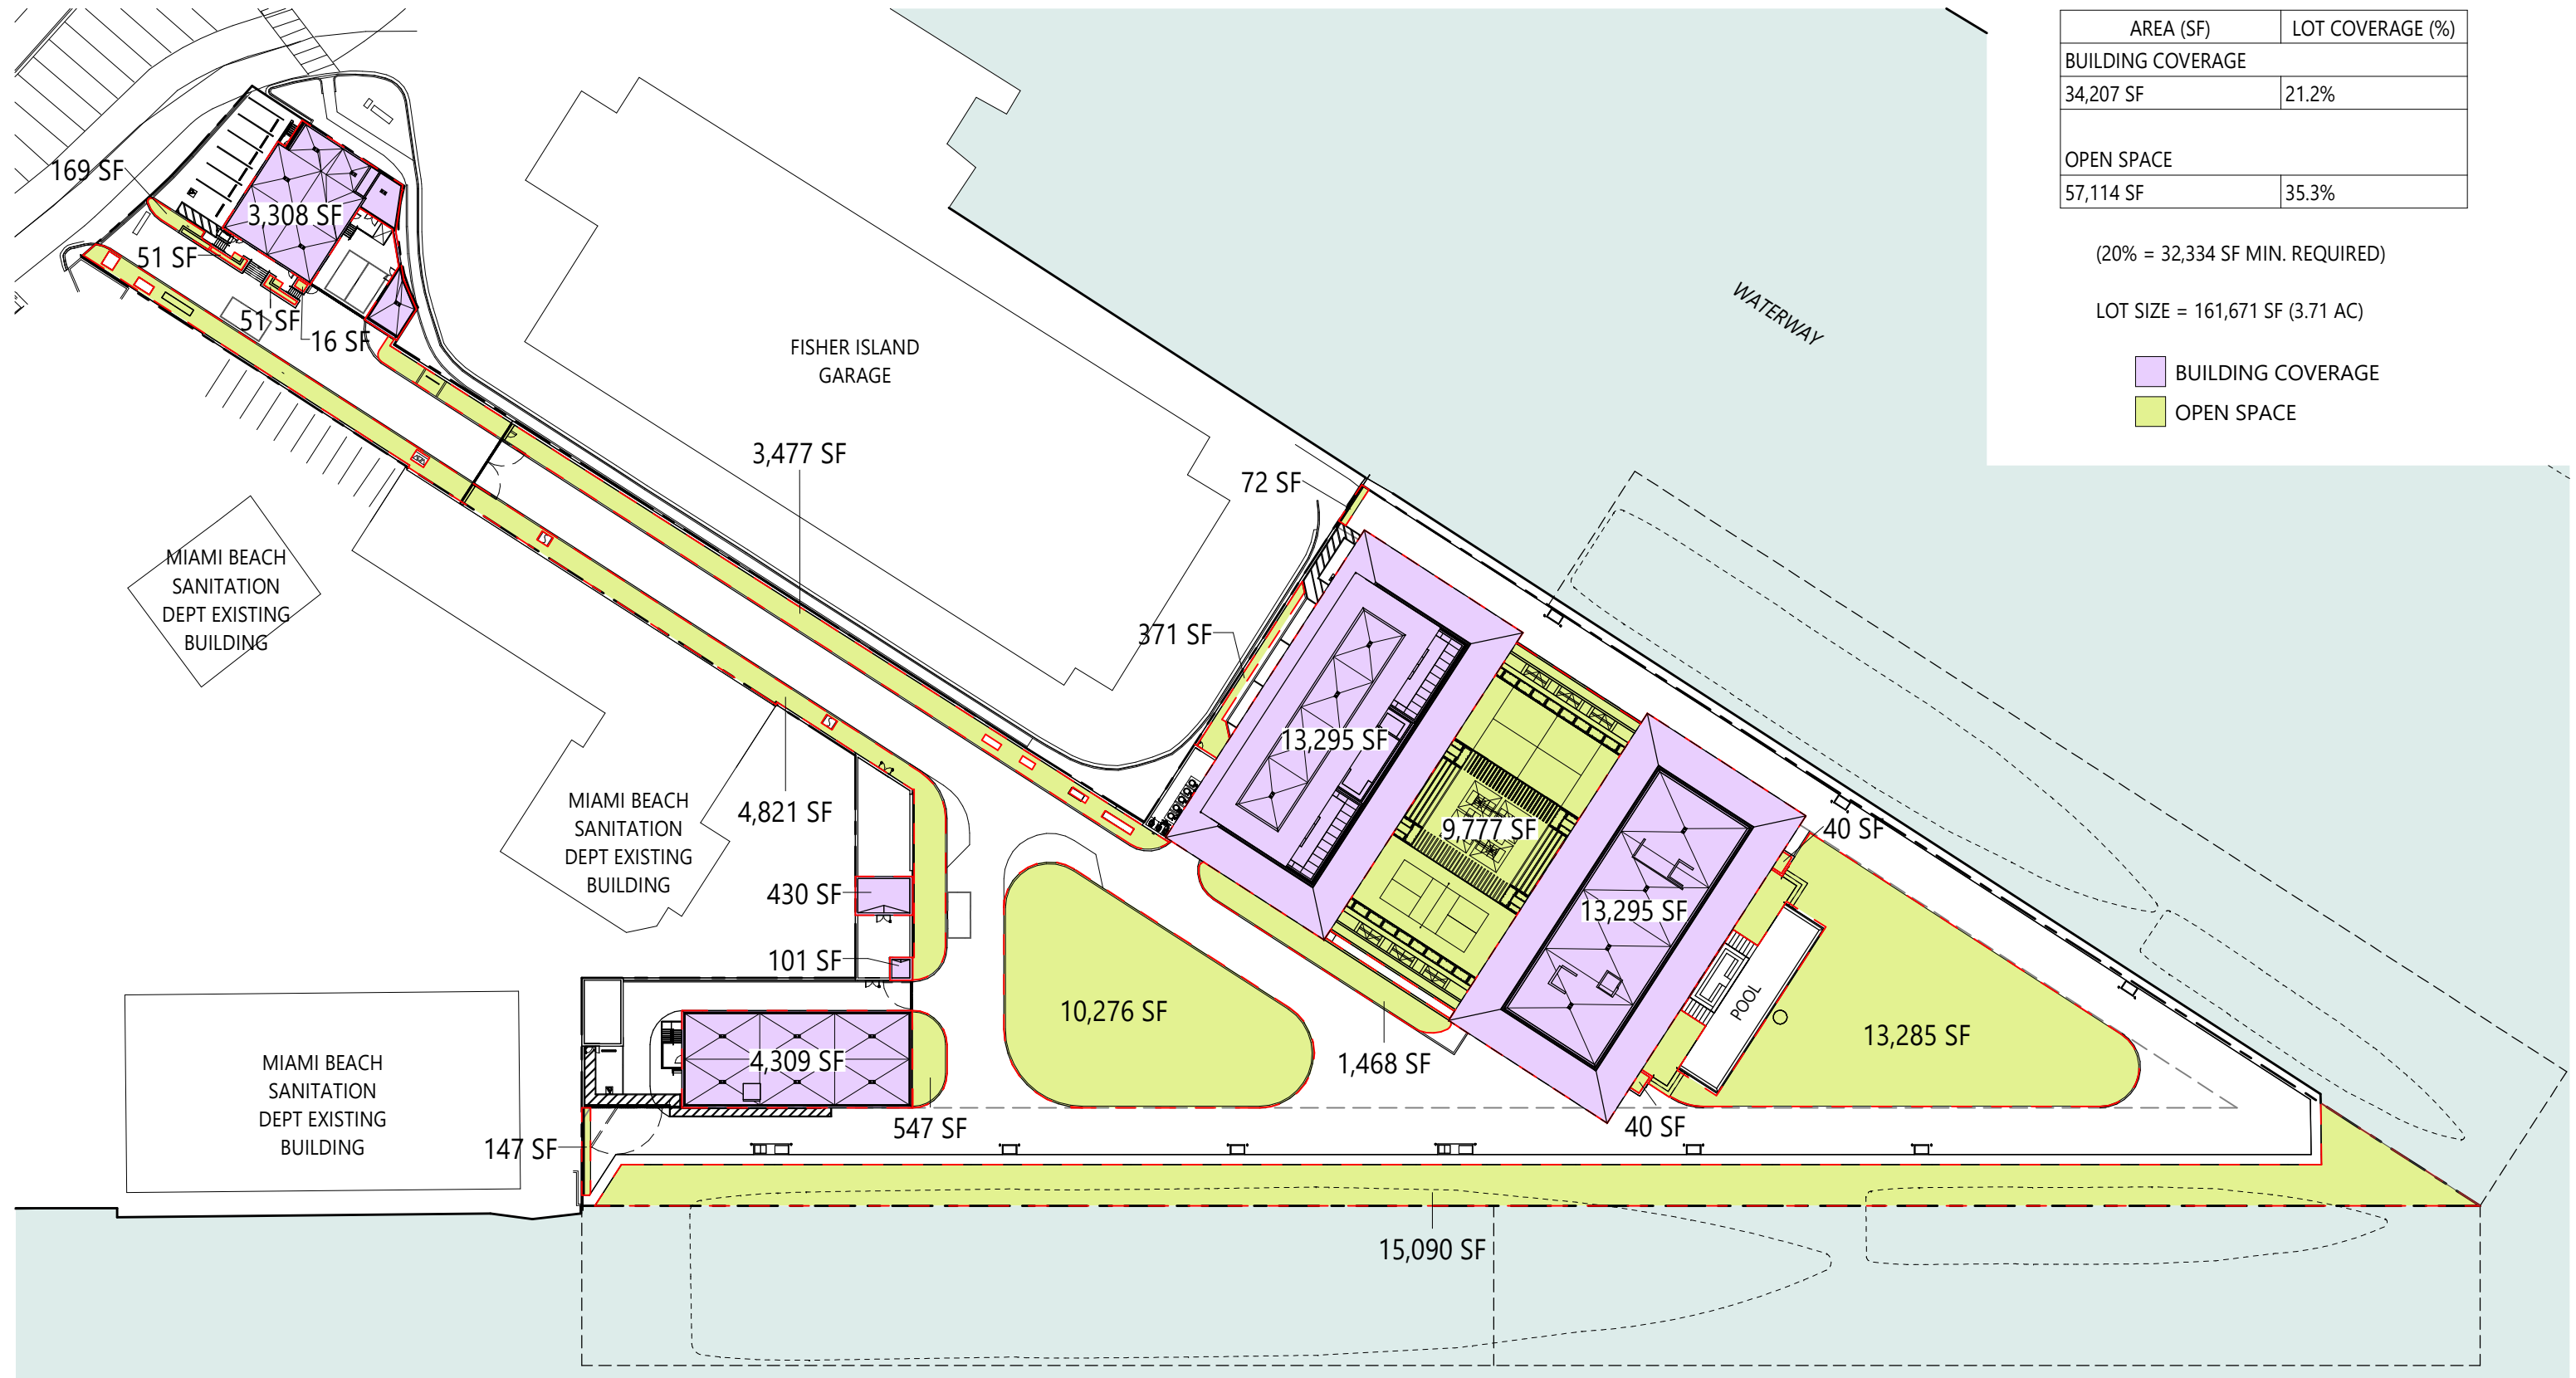 AREA (SF) LOT COVERAGE (%)
BUILDING COVERAGE
34,207 SF 21.2%
OPEN SPACE
57,114 SF 35.3%
(20% = 32,334 SF MIN. REQUIRED)
LOT SIZE = 161,671 SF (3.71 AC)
BUILDING COVERAGE
OPEN SPACE
WATERWAY
169 SF
3,308 SF
51 SF
51 SF
16 SF
FISHER ISLAND
GARAGE
3,477 SF
72 SF
MIAMI BEACH
SANITATION
DEPT EXISTING
BUILDING
371 SF
13,295 SF
4,821 SF
MIAMI BEACH
SANITATION
DEPT EXISTING
BUILDING
9,777 SF
40 SF
430 SF
13,295 SF
101 SF
POOL
10,276 SF
13,285 SF
1,468 SF
4,309 SF
MIAMI BEACH
SANITATION
DEPT EXISTING
BUILDING
547 SF
40 SF
147 SF
15,090 SF